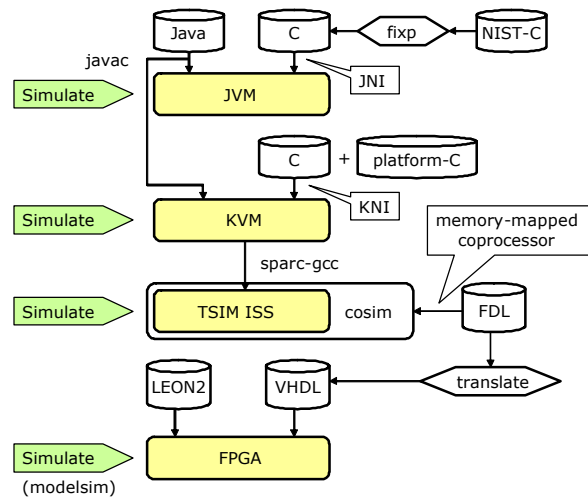 Java
C
fixp
NIST-C
javac
JNI
Simulate
JVM
C
+
platform-C
KNI
Simulate
KVM
memory-mapped
coprocessor
sparc-gcc
Simulate
TSIM ISS
cosim
FDL
LEON2
VHDL
translate
Simulate
FPGA
(modelsim)